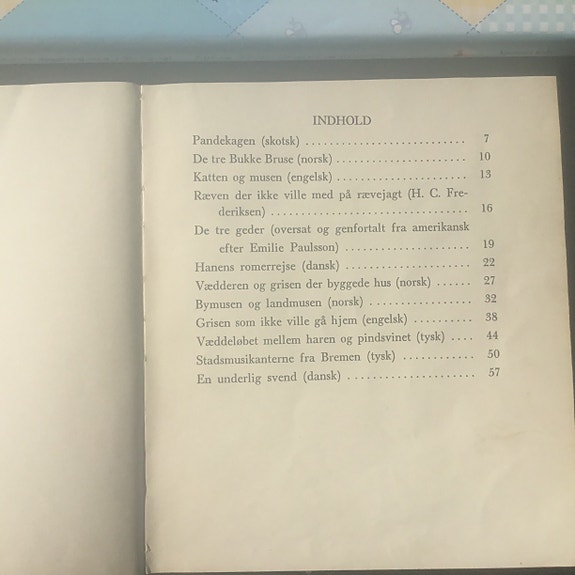 INDHOLD
Pandekagen (skotsk) ........................... 7
De tre Bukke Bruse (norsk) ...................... 10
Katten og musen (engelsk) ...................... 13
Ræven der ikke ville med på rævejagt (H. C. Fre-
deriksen) .................................. 16
De tre geder (oversat og genfortalt fra amerikansk
efter Emilie Paulsson) ..................... 19
Hanens romerrejse (dansk) ..................... 22
Vædderen og grisen der byggede hus (norsk) ...... 27
Bymusen og landmusen (norsk) ................. 32
Grisen som ikke ville gå hjem (engelsk) .......... 38
Væddeløbet mellem haren og pindsvinet (tysk) .... 44
Stadsmusikanterne fra Bremen (tysk) ............ 50
En underlig svend (dansk) ...................... 57